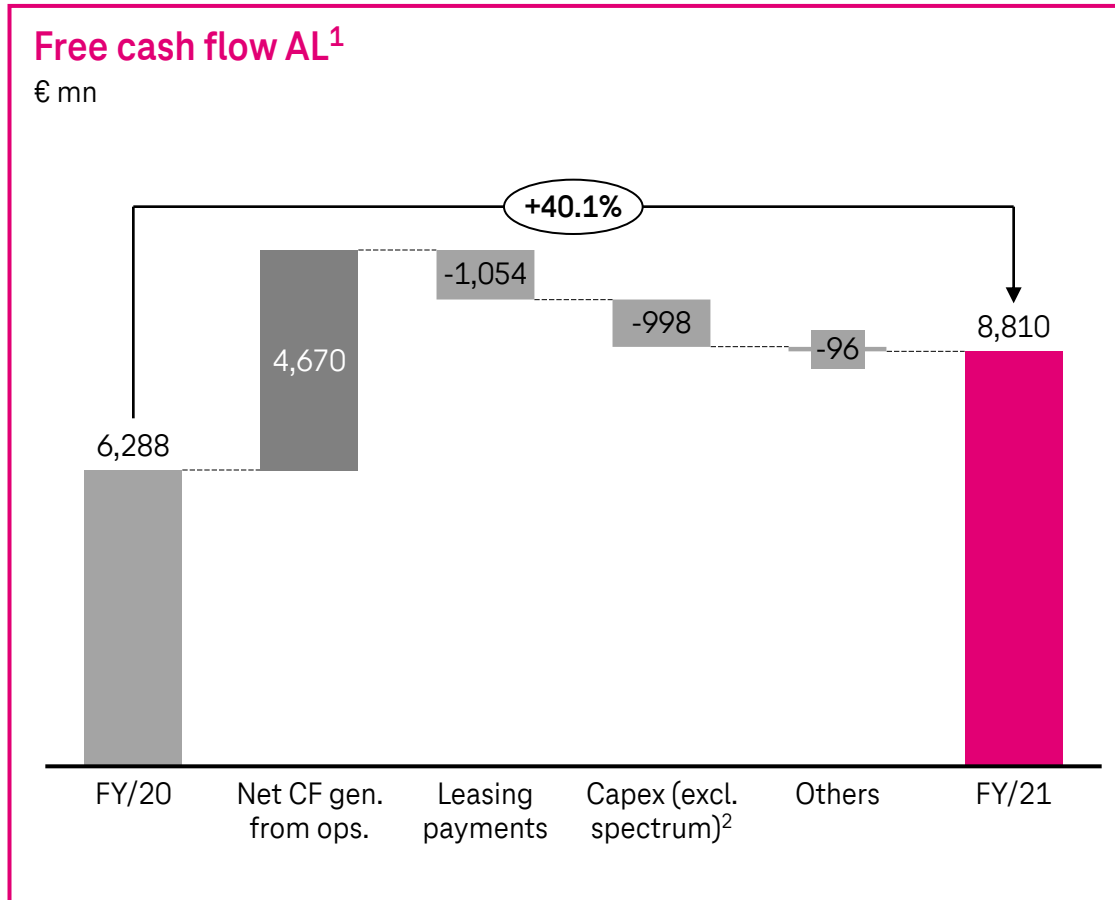 Free cash flow AL¹
€ mn
+40.1%
6,288
4,670
-1,054
-998
-96
8,810
FY/20
Net CF gen.
from ops.
Leasing
payments
Capex (excl.
spectrum)²
Others
FY/21